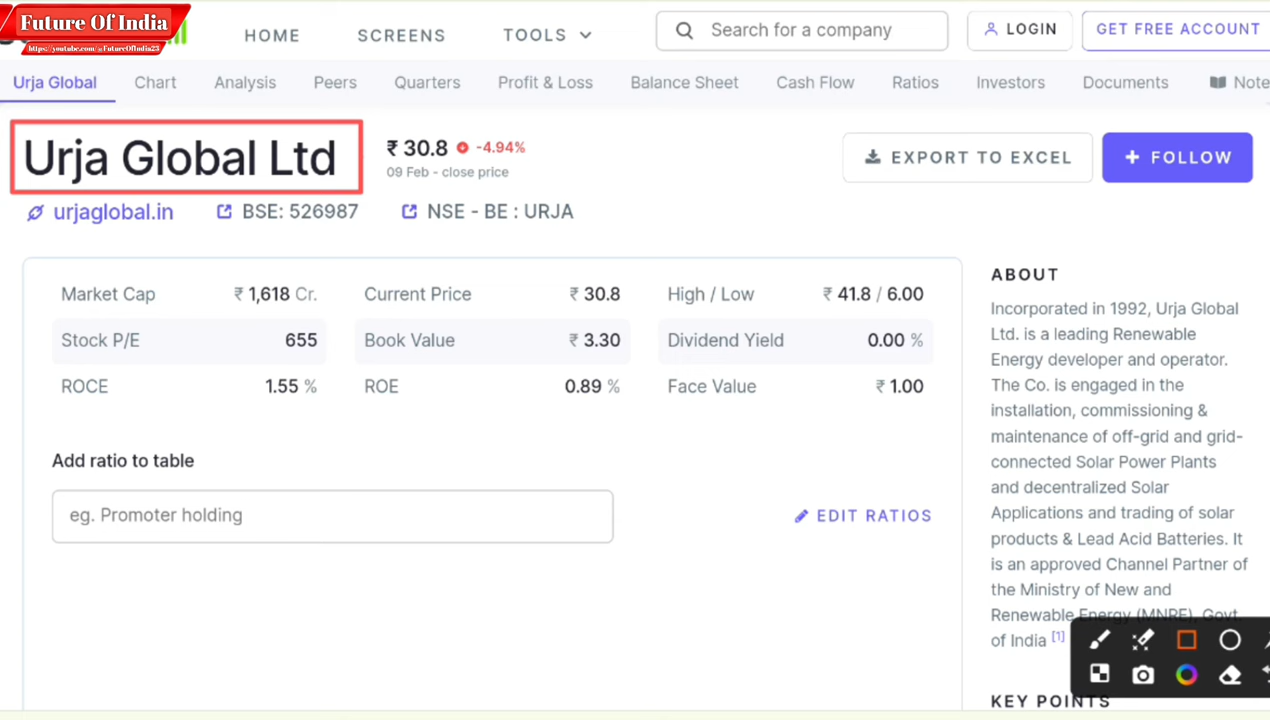 Future Of India
https://youtube.com/@FutureOfIndia23
HOME SCREENS TOOLS Search for a company LOGIN GET FREE ACCOUNT
Urja Global Chart Analysis Peers Quarters Profit & Loss Balance Sheet Cash Flow Ratios Investors Documents Note
Urja Global Ltd ₹ 30.8 -4.94%
09 Feb - close price
EXPORT TO EXCEL + FOLLOW
urjaglobal.in BSE: 526987 NSE - BE : URJA
Market Cap ₹ 1,618 Cr. Current Price ₹ 30.8 High / Low ₹ 41.8 / 6.00
Stock P/E 655 Book Value ₹ 3.30 Dividend Yield 0.00 %
ROCE 1.55 % ROE 0.89 % Face Value ₹ 1.00
Add ratio to table
eg. Promoter holding
EDIT RATIOS
ABOUT
Incorporated in 1992, Urja Global
Ltd. is a leading Renewable
Energy developer and operator.
The Co. is engaged in the
installation, commissioning &
maintenance of off-grid and grid-
connected Solar Power Plants
and decentralized Solar
Applications and trading of solar
products & Lead Acid Batteries. It
is an approved Channel Partner of
the Ministry of New and
Renewable Energy (MNRE), Govt.
of India [1]
KEY POINTS